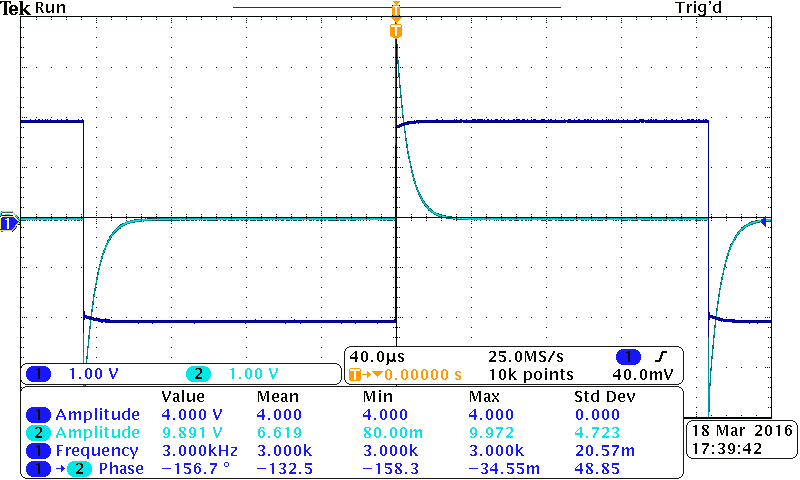 Tek Run Trig'd
T
T
1
40.0µs 25.0MS/s 1
1 1.00 V 2 1.00 V T→▼0.00000 s 10k points 40.0mV
Value Mean Min Max Std Dev
1 Amplitude 4.000 V 4.000 4.000 4.000 0.000
2 Amplitude 9.891 V 6.619 80.00m 9.972 4.723
1 Frequency 3.000kHz 3.000k 3.000k 3.000k 20.57m
1 → 2 Phase −156.7 ° −132.5 −158.3 −34.55m 48.85
18 Mar 2016
17:39:42